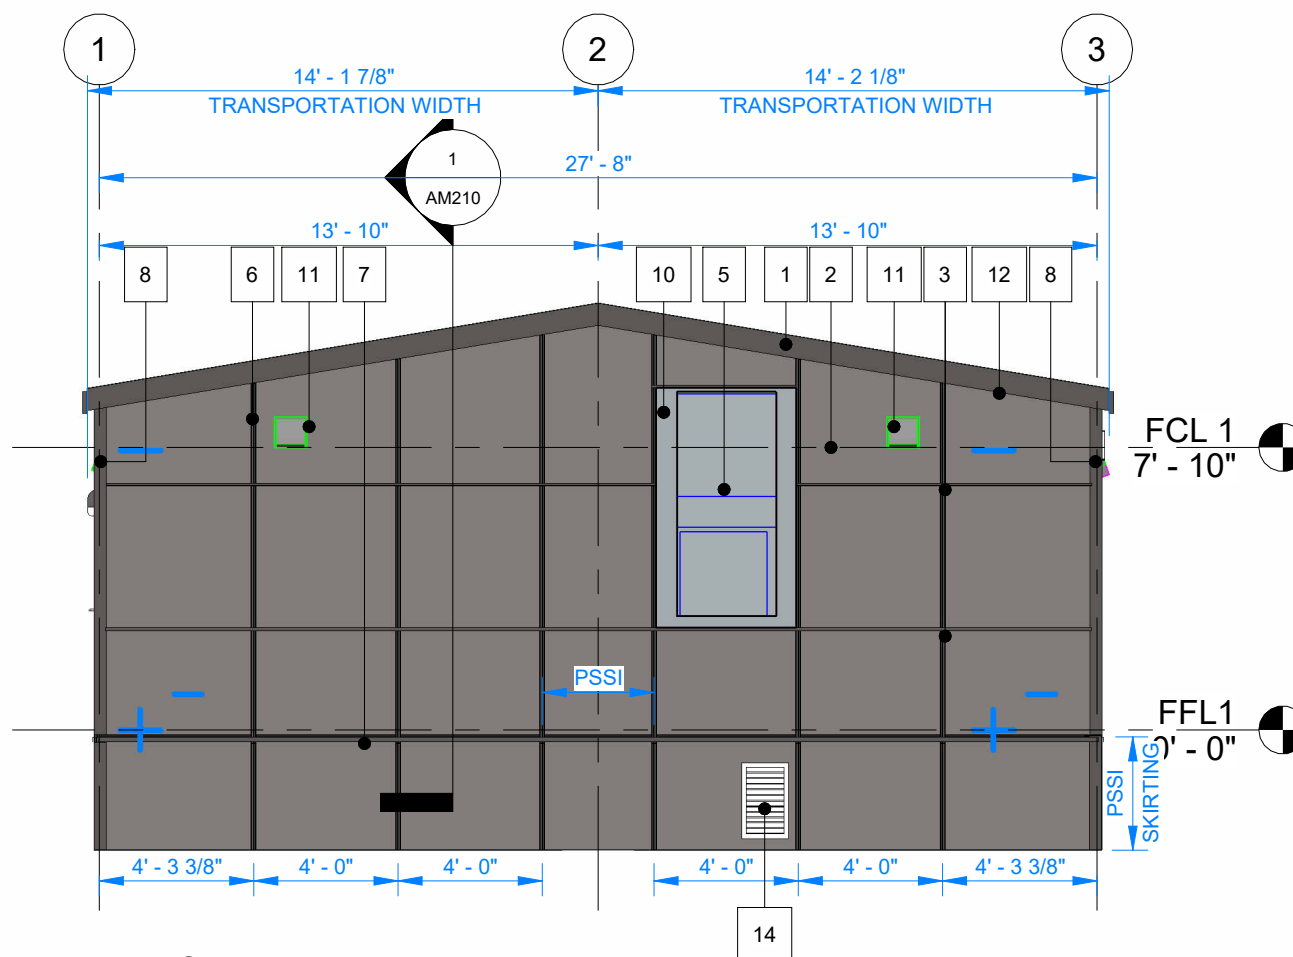 1
2
3
14' - 1 7/8"
14' - 2 1/8"
TRANSPORTATION WIDTH
TRANSPORTATION WIDTH
1
AM210
27' - 8"
13' - 10"
13' - 10"
8
6
11
7
10
5
1
2
11
3
12
8
FCL 1
7' - 10"
PSSI
FFL1
0' - 0"
PSSI
SKIRTING
4' - 3 3/8"
4' - 0"
4' - 0"
4' - 0"
4' - 0"
4' - 3 3/8"
14